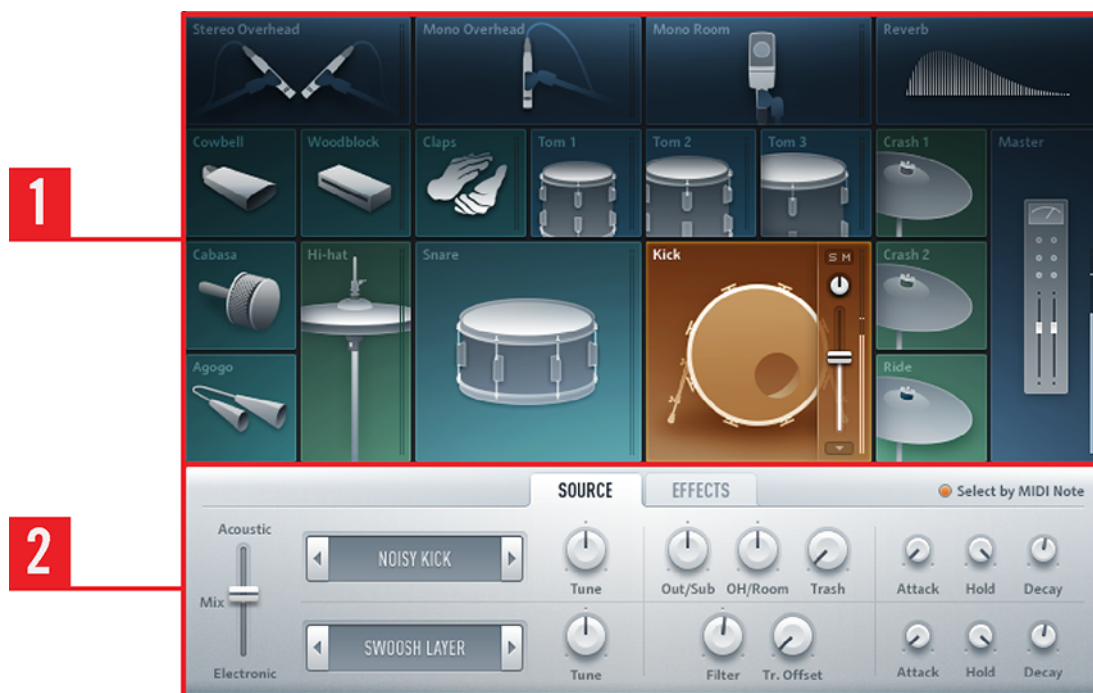 Stereo Overhead
Mono Overhead
Mono Room
Reverb
1
Cowbell
Woodblock
Claps
Tom 1
Tom 2
Tom 3
Crash 1
Master
Cabasa
Hi-hat
Snare
Kick
S M
Crash 2
Agogo
Ride
2
SOURCE
EFFECTS
Select by MIDI Note
Acoustic
Mix
Electronic
NOISY KICK
Tune
Out/Sub
OH/Room
Trash
Attack
Hold
Decay
SWOOSH LAYER
Tune
Filter
Tr. Offset
Attack
Hold
Decay